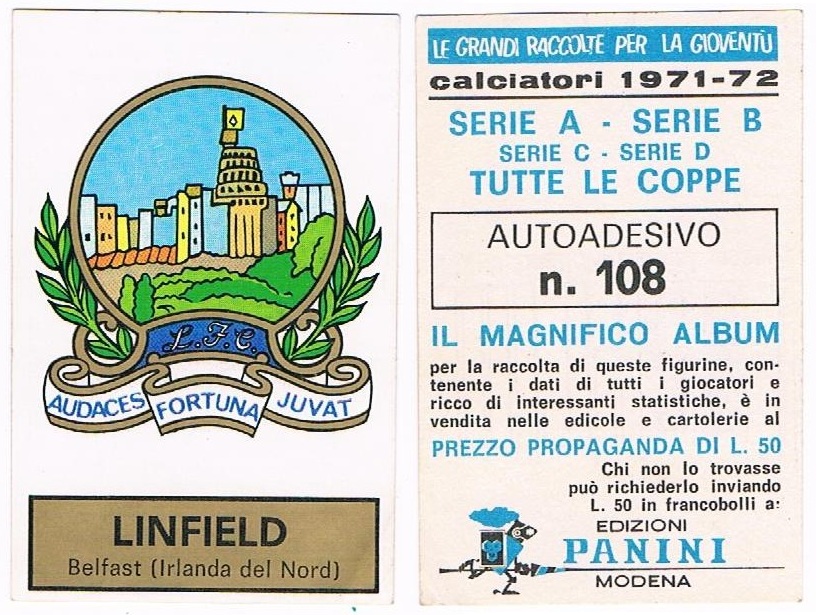 L.F.C.
AUDACES FORTUNA JUVAT
LINFIELD
Belfast (Irlanda del Nord)
LE GRANDI RACCOLTE PER LA GIOVENTÙ
calciatori 1971-72
SERIE A - SERIE B
SERIE C - SERIE D
TUTTE LE COPPE
AUTOADESIVO
n. 108
IL MAGNIFICO ALBUM
per la raccolta di queste figurine, con-
tenente i dati di tutti i giocatori e
ricco di interessanti statistiche, è in
vendita nelle edicole e cartolerie al
PREZZO PROPAGANDA DI L. 50
Chi non lo trovasse
può richiederlo inviando
L. 50 in francobolli a:
EDIZIONI
PANINI
MODENA